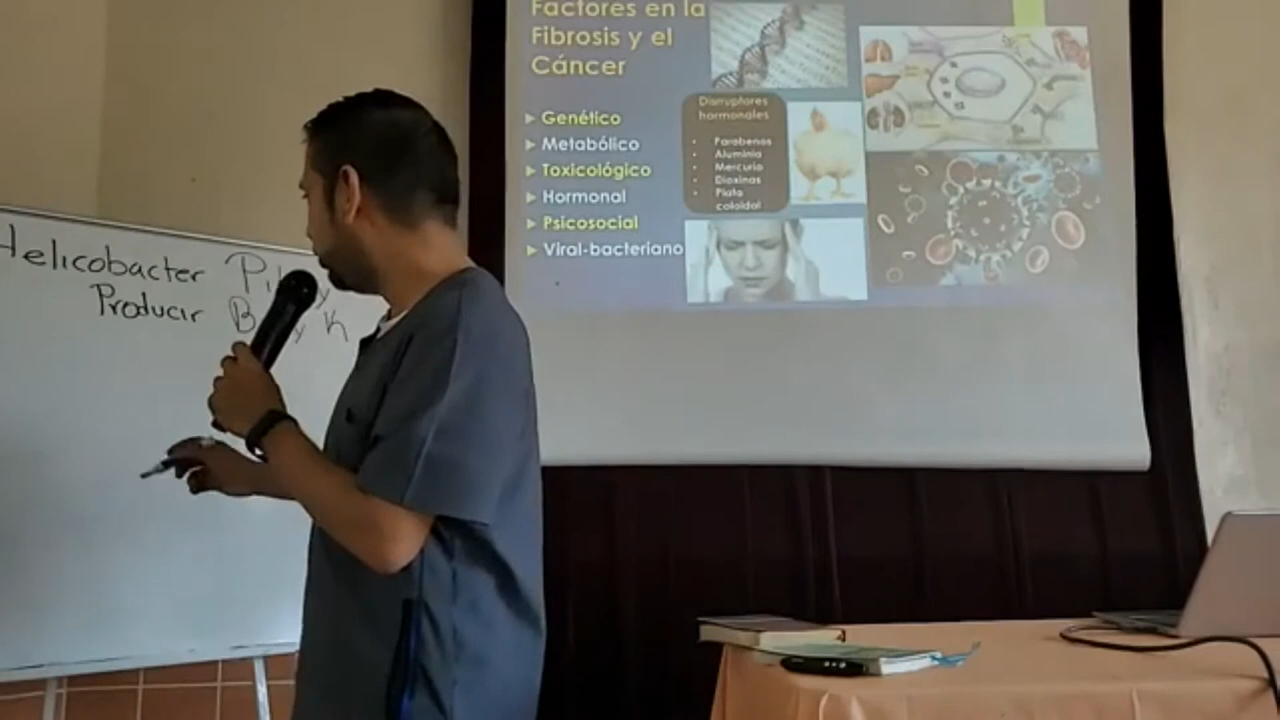 Helicobacter
Producir B y K
Factores en la
Fibrosis y el
Cáncer
Genético
Metabólico
Toxicológico
Hormonal
Psicosocial
Viral-bacteriano
Disruptores
hormonales
Parabenos
Aluminio
Mercurio
Dioxinas
Plata
coloidal